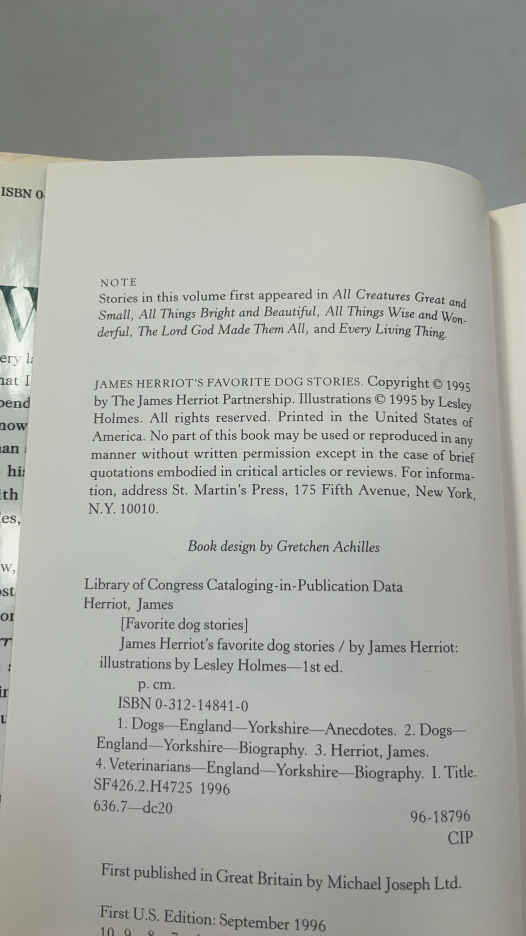 ISBN 0
NOTE
Stories in this volume first appeared in All Creatures Great and
Small, All Things Bright and Beautiful, All Things Wise and Won-
derful, The Lord God Made Them All, and Every Living Thing.
JAMES HERRIOT'S FAVORITE DOG STORIES. Copyright © 1995
by The James Herriot Partnership. Illustrations © 1995 by Lesley
Holmes. All rights reserved. Printed in the United States of
America. No part of this book may be used or reproduced in any
manner without written permission except in the case of brief
quotations embodied in critical articles or reviews. For informa-
tion, address St. Martin's Press, 175 Fifth Avenue, New York,
N.Y. 10010.
Book design by Gretchen Achilles
Library of Congress Cataloging-in-Publication Data
Herriot, James
[Favorite dog stories]
James Herriot's favorite dog stories / by James Herriot:
illustrations by Lesley Holmes—1st ed.
p. cm.
ISBN 0-312-14841-0
1. Dogs—England—Yorkshire—Anecdotes. 2. Dogs—
England—Yorkshire—Biography. 3. Herriot, James.
4. Veterinarians—England—Yorkshire—Biography. I. Title.
SF426.2.H4725 1996
636.7—dc20
96-18796
CIP
First published in Great Britain by Michael Joseph Ltd.
First U.S. Edition: September 1996
10 9 8 7